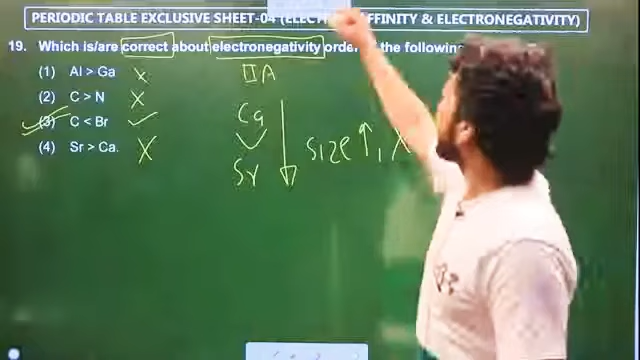 PERIODIC TABLE EXCLUSIVE SHEET-04 (ELECT AFFINITY & ELECTRONEGATIVITY)
19. Which is/are correct about electronegativity order the following
(1) Al > Ga x
(2) C > N x
(3) C < Br ✓
(4) Sr > Ca. x
IIA
Ca
Sr
size ↑, x